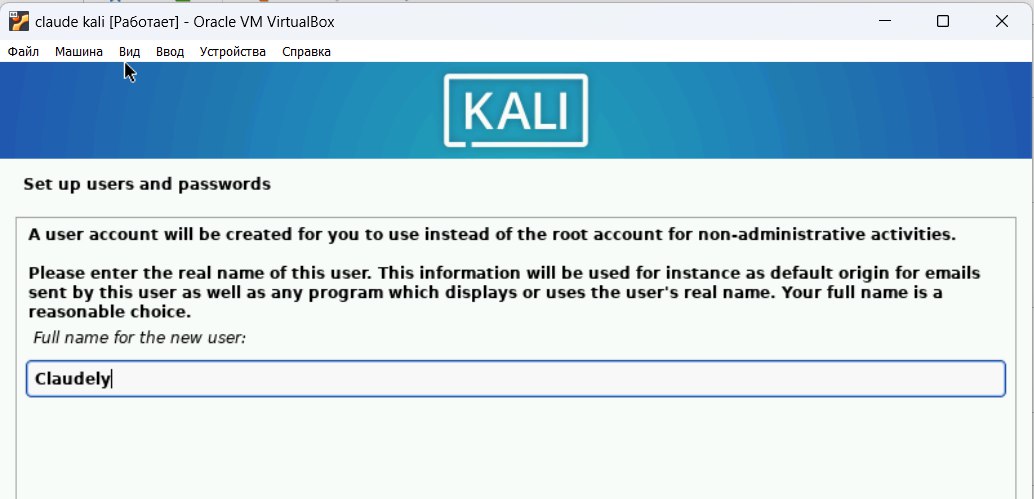 claude kali [Работает] - Oracle VM VirtualBox
Файл Машина Вид Ввод Устройства Справка
KALI
Set up users and passwords
A user account will be created for you to use instead of the root account for non-administrative activities.
Please enter the real name of this user. This information will be used for instance as default origin for emails
sent by this user as well as any program which displays or uses the user's real name. Your full name is a
reasonable choice.
Full name for the new user:
Claudely